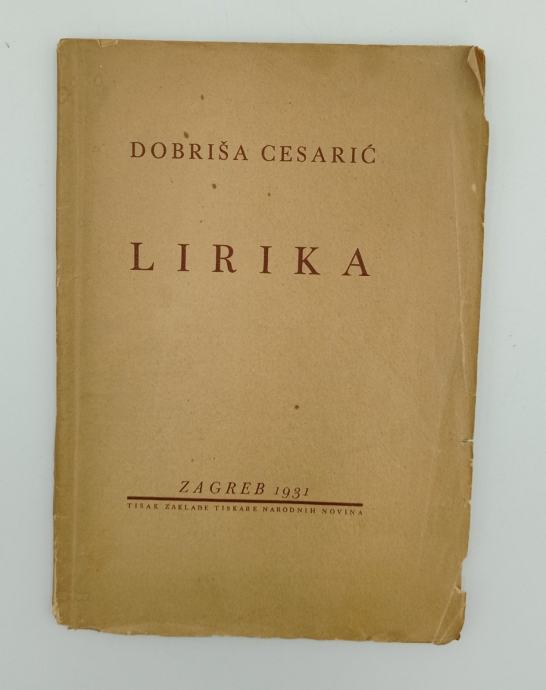 DOBRIŠA CESARIĆ
LIRIKA
ZAGREB 1931
TISAK ZAKLADE TISKARE NARODNIH NOVINA